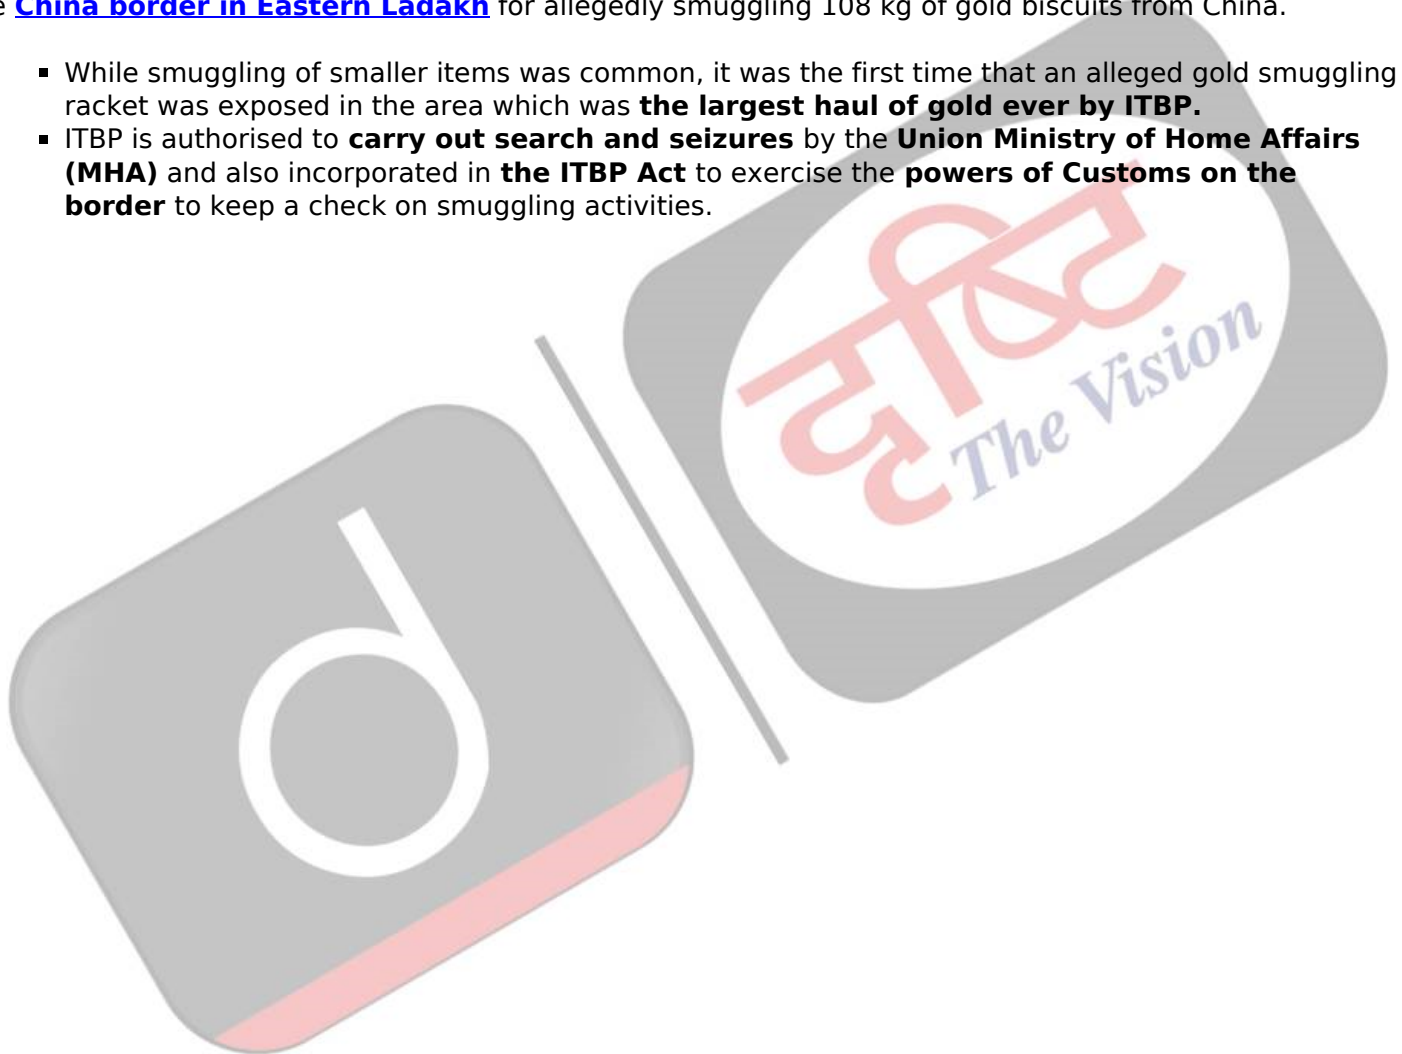 China border in Eastern Ladakh for allegedly smuggling 108 kg of gold biscuits from China.
While smuggling of smaller items was common, it was the first time that an alleged gold smuggling
racket was exposed in the area which was the largest haul of gold ever by ITBP.
ITBP is authorised to carry out search and seizures by the Union Ministry of Home Affairs
(MHA) and also incorporated in the ITBP Act to exercise the powers of Customs on the
border to keep a check on smuggling activities.
दृष्टि
The Vision
d